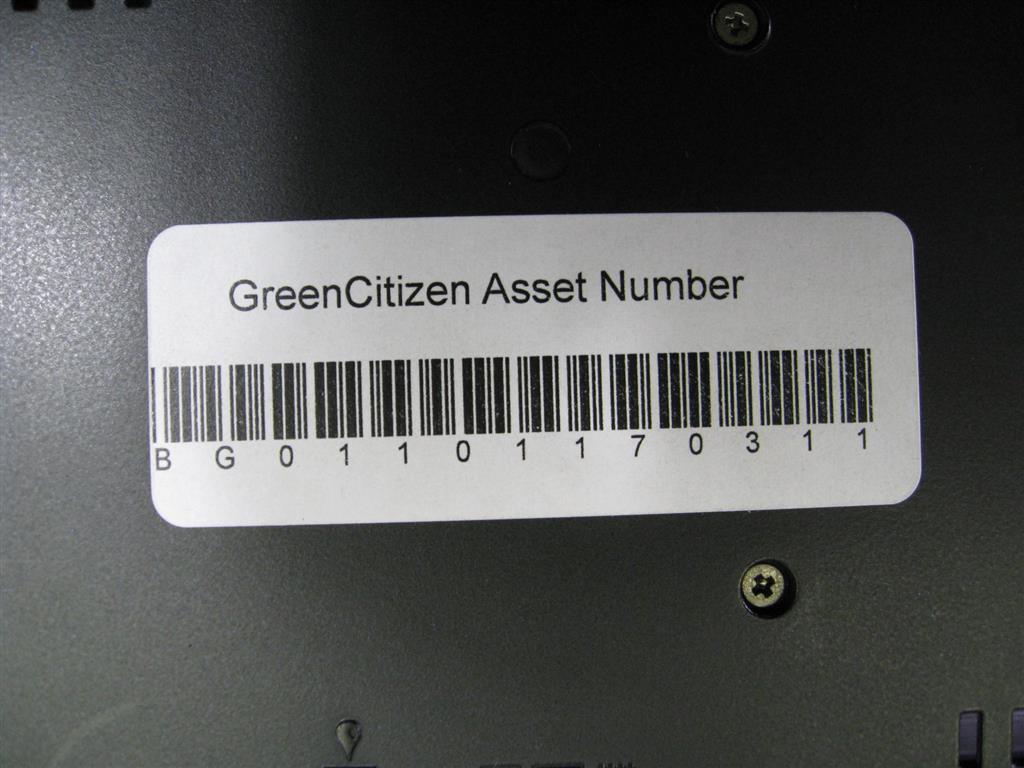 GreenCitizen Asset Number
B G 0 1 1 0 1 1 7 0 3 1 1